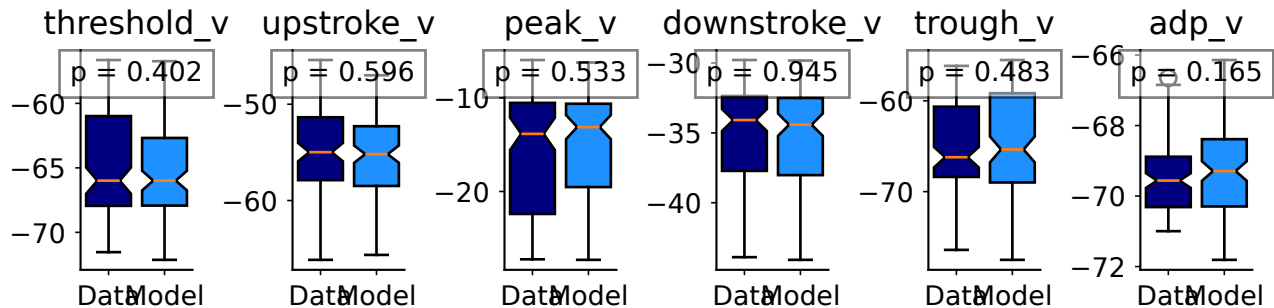 threshold_v
upstroke_v
peak_v
downstroke_v
trough_v
adp_v
p = 0.402
p = 0.596
p = 0.533
p = 0.945
p = 0.483
p = 0.165
−60
−65
−70
−50
−60
−10
−20
−30
−35
−40
−60
−70
−66
−68
−70
−72
Data
Model
Data
Model
Data
Model
Data
Model
Data
Model
Data
Model